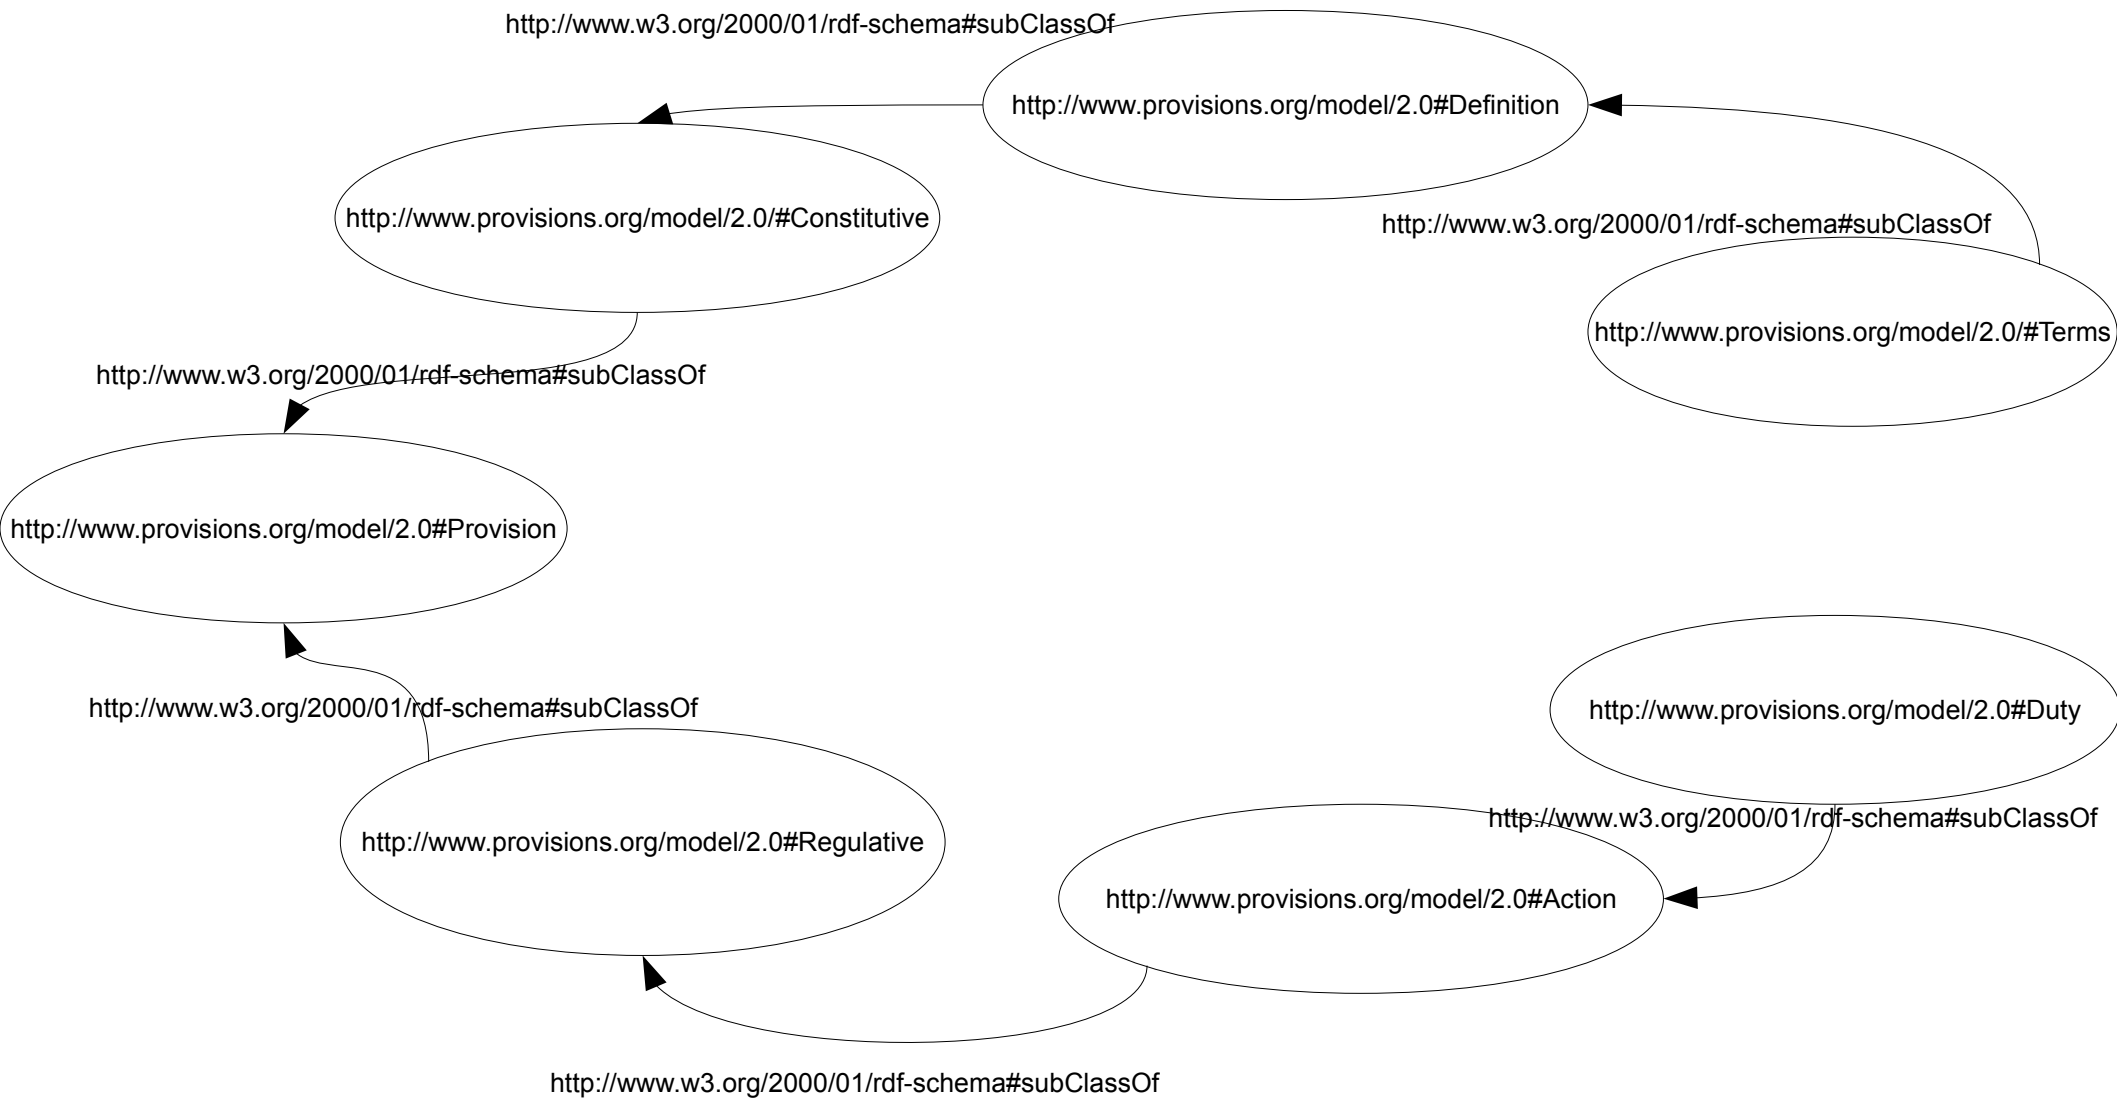 http://www.w3.org/2000/01/rdf-schema#subClassOf
http://www.provisions.org/model/2.0#Definition
http://www.provisions.org/model/2.0/#Constitutive
http://www.w3.org/2000/01/rdf-schema#subClassOf
http://www.provisions.org/model/2.0/#Terms
http://www.w3.org/2000/01/rdf-schema#subClassOf
http://www.provisions.org/model/2.0#Provision
http://www.w3.org/2000/01/rdf-schema#subClassOf
http://www.provisions.org/model/2.0#Duty
http://www.w3.org/2000/01/rdf-schema#subClassOf
http://www.provisions.org/model/2.0#Regulative
http://www.provisions.org/model/2.0#Action
http://www.w3.org/2000/01/rdf-schema#subClassOf